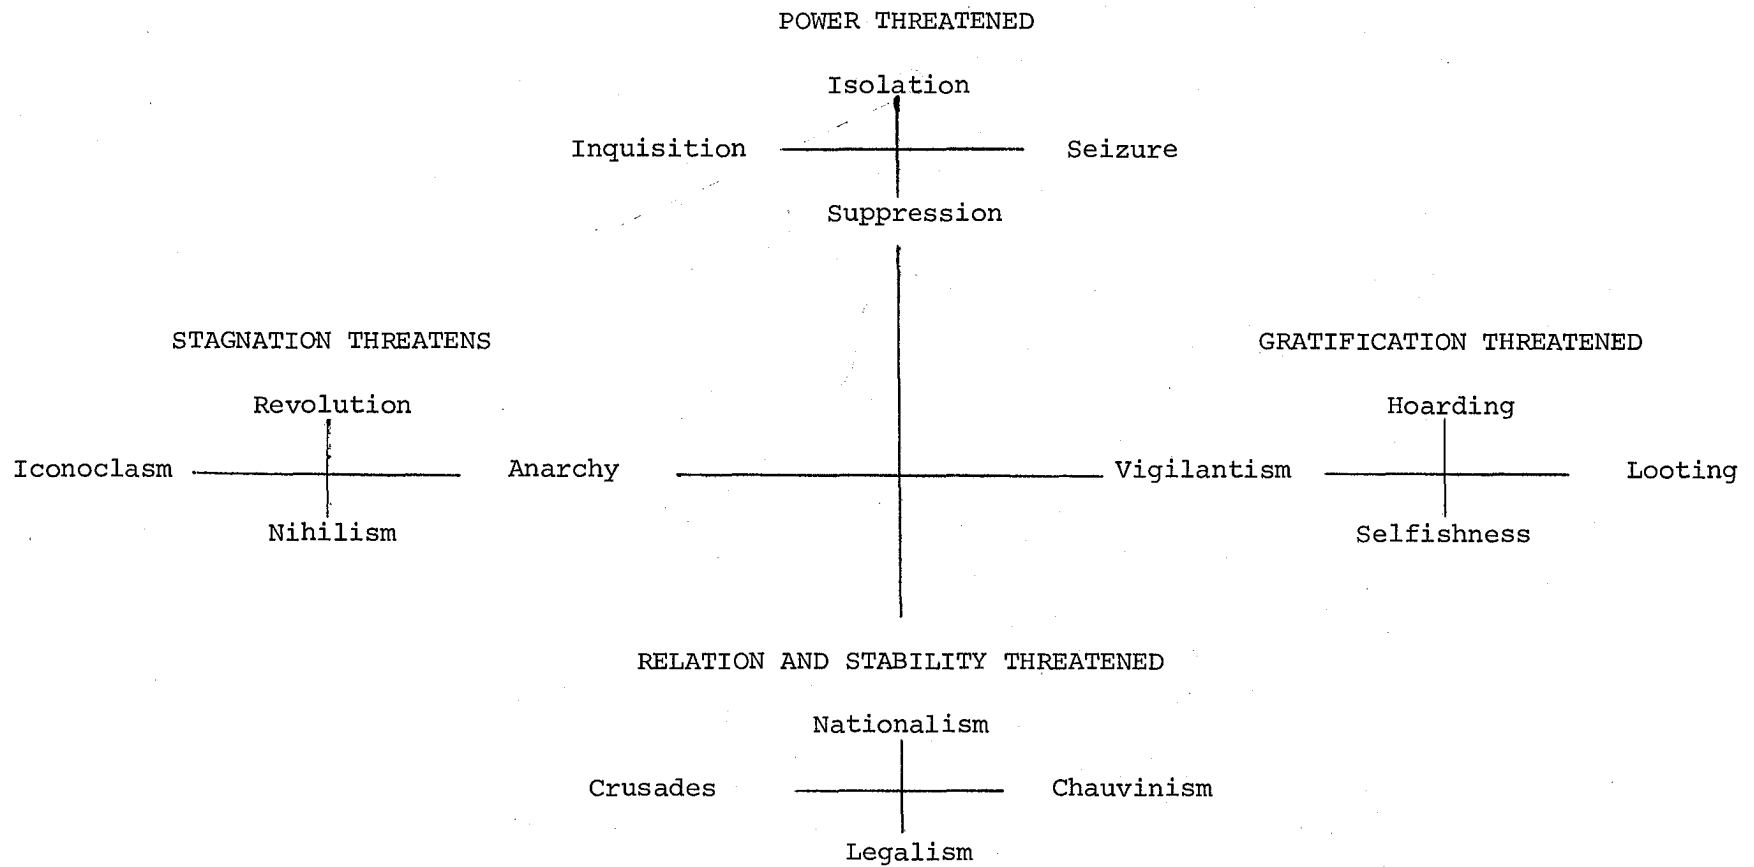 POWER THREATENED
Isolation
Inquisition Seizure
Suppression
STAGNATION THREATENS GRATIFICATION THREATENED
Revolution Hoarding
Iconoclasm Anarchy Vigilantism Looting
Nihilism Selfishness
RELATION AND STABILITY THREATENED
Nationalism
Crusades Chauvinism
Legalism